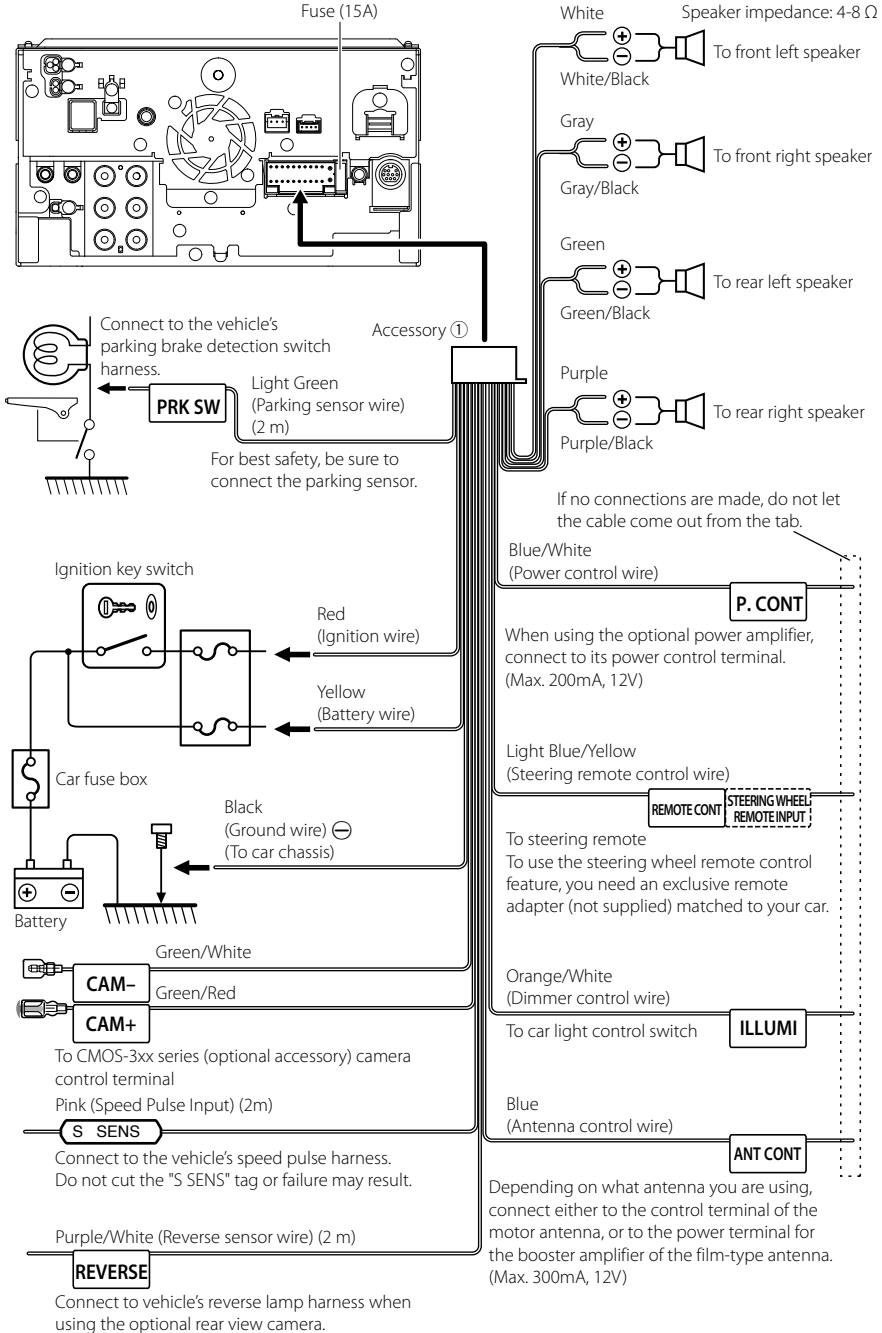 Fuse (15A)
White
Speaker impedance: 4-8 Ω
⊕
⊖
To front left speaker
White/Black
Gray
⊕
⊖
To front right speaker
Gray/Black
Green
⊕
⊖
To rear left speaker
Green/Black
Purple
⊕
⊖
To rear right speaker
Purple/Black
Accessory ①
Connect to the vehicle's
parking brake detection switch
harness.
PRK SW
Light Green
(Parking sensor wire)
(2 m)
For best safety, be sure to
connect the parking sensor.
If no connections are made, do not let
the cable come out from the tab.
Blue/White
(Power control wire)
P. CONT
When using the optional power amplifier,
connect to its power control terminal.
(Max. 200mA, 12V)
Ignition key switch
Red
(Ignition wire)
Yellow
(Battery wire)
Car fuse box
Black
(Ground wire) ⊖
(To car chassis)
⊕ ⊖
Battery
Light Blue/Yellow
(Steering remote control wire)
REMOTE CONT
STEERING WHEEL
REMOTE INPUT
To steering remote
To use the steering wheel remote control
feature, you need an exclusive remote
adapter (not supplied) matched to your car.
Green/White
CAM–
Green/Red
CAM+
To CMOS-3xx series (optional accessory) camera
control terminal
Orange/White
(Dimmer control wire)
To car light control switch
ILLUMI
Pink (Speed Pulse Input) (2m)
S SENS
Connect to the vehicle's speed pulse harness.
Do not cut the "S SENS" tag or failure may result.
Blue
(Antenna control wire)
ANT CONT
Depending on what antenna you are using,
connect either to the control terminal of the
motor antenna, or to the power terminal for
the booster amplifier of the film-type antenna.
(Max. 300mA, 12V)
Purple/White (Reverse sensor wire) (2 m)
REVERSE
Connect to vehicle's reverse lamp harness when
using the optional rear view camera.